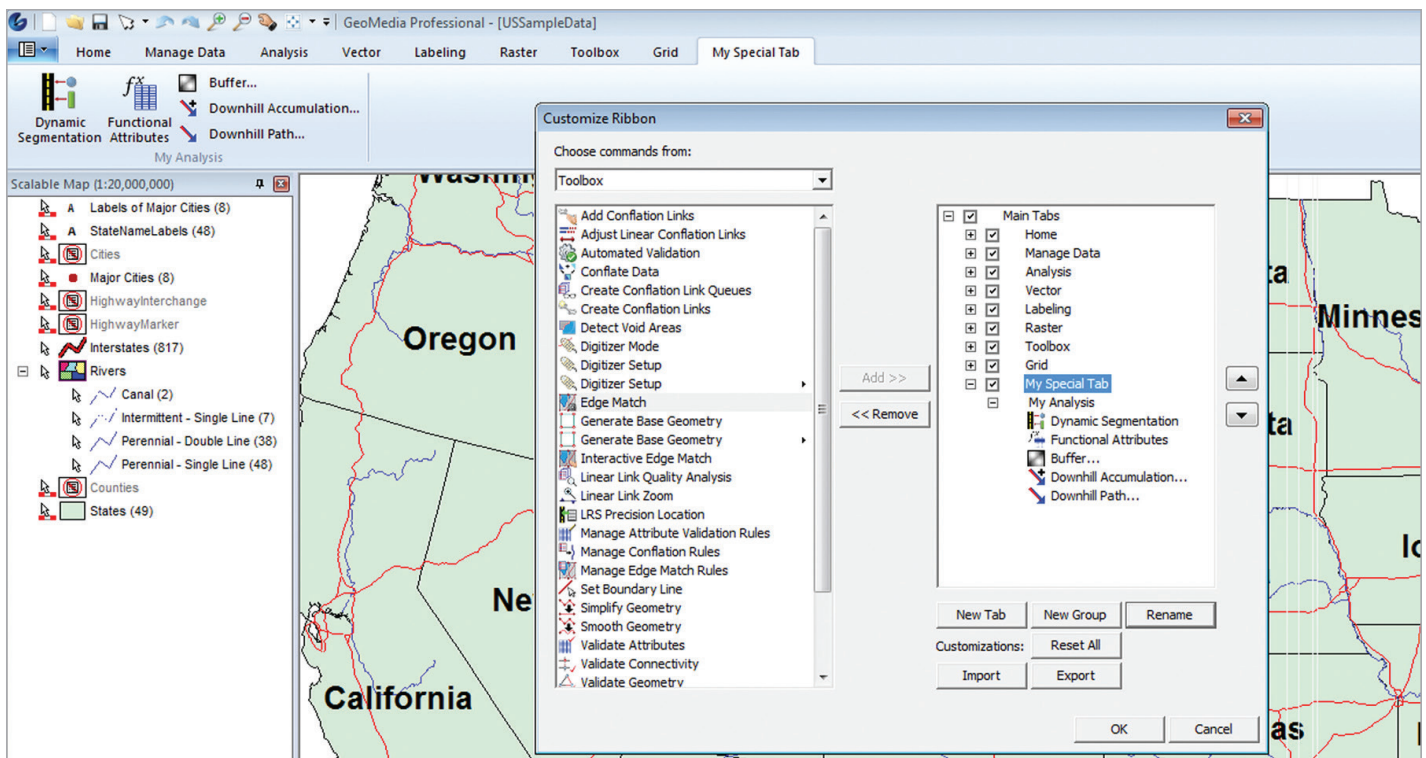 GeoMedia Professional - [USSampleData]
Home Manage Data Analysis Vector Labeling Raster Toolbox Grid My Special Tab
Dynamic Segmentation
Functional Attributes
Buffer...
Downhill Accumulation...
Downhill Path...
My Analysis
Scalable Map (1:20,000,000)
A Labels of Major Cities (8)
A StateNameLabels (48)
Cities
Major Cities (8)
HighwayInterchange
HighwayMarker
Interstates (817)
Rivers
Canal (2)
Intermittent - Single Line (7)
Perennial - Double Line (38)
Perennial - Single Line (48)
Counties
States (49)
Oregon
California
Ne
Customize Ribbon
Choose commands from:
Toolbox
Add Conflation Links
Adjust Linear Conflation Links
Automated Validation
Conflate Data
Create Conflation Link Queues
Create Conflation Links
Detect Void Areas
Digitizer Mode
Digitizer Setup
Digitizer Setup
Edge Match
Generate Base Geometry
Generate Base Geometry
Interactive Edge Match
Linear Link Quality Analysis
Linear Link Zoom
LRS Precision Location
Manage Attribute Validation Rules
Manage Conflation Rules
Manage Edge Match Rules
Set Boundary Line
Simplify Geometry
Smooth Geometry
Validate Attributes
Validate Connectivity
Validate Geometry
Add >>
<< Remove
Main Tabs
Home
Manage Data
Analysis
Vector
Labeling
Raster
Toolbox
Grid
My Special Tab
My Analysis
Dynamic Segmentation
Functional Attributes
Buffer...
Downhill Accumulation...
Downhill Path...
New Tab New Group Rename
Customizations: Reset All
Import Export
OK Cancel
ta
Minnes
ta
as